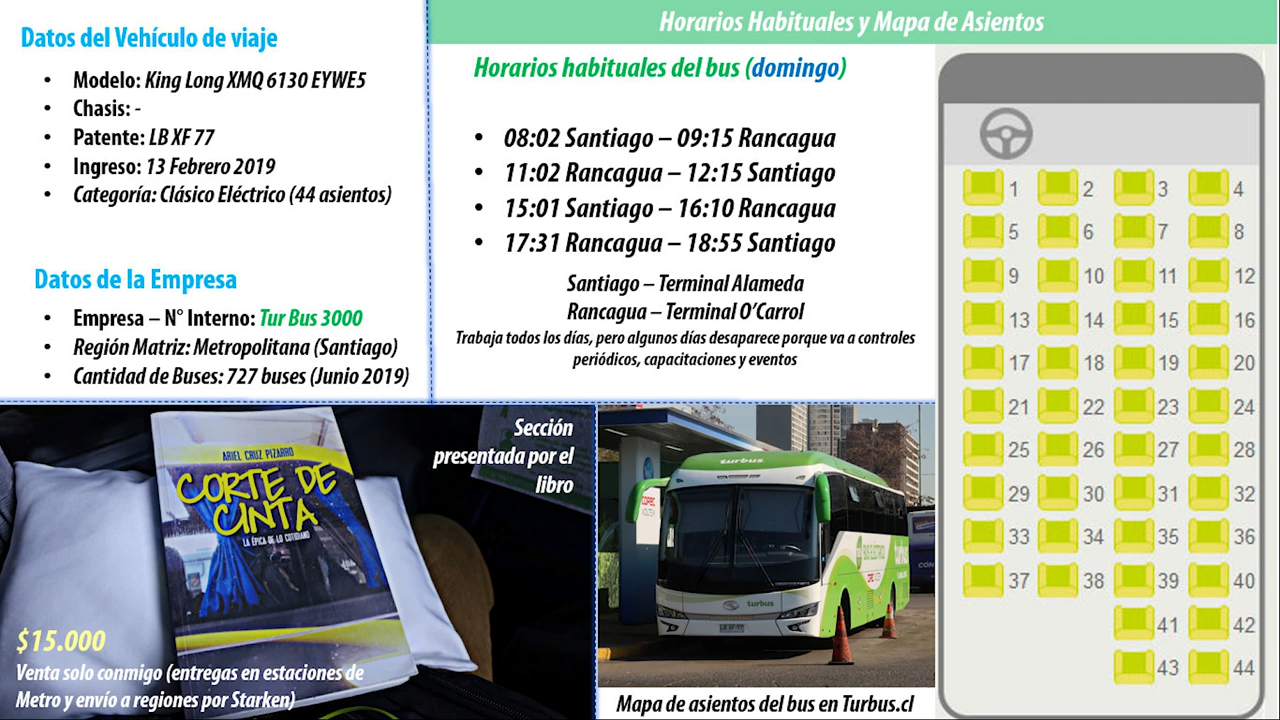 Datos del Vehículo de viaje
• Modelo: King Long XMQ 6130 EYWE5
• Chasis: -
• Patente: LB XF 77
• Ingreso: 13 Febrero 2019
• Categoría: Clásico Eléctrico (44 asientos)
Datos de la Empresa
• Empresa – N° Interno: Tur Bus 3000
• Región Matriz: Metropolitana (Santiago)
• Cantidad de Buses: 727 buses (Junio 2019)
Horarios Habituales y Mapa de Asientos
Horarios habituales del bus (domingo)
• 08:02 Santiago – 09:15 Rancagua
• 11:02 Rancagua – 12:15 Santiago
• 15:01 Santiago – 16:10 Rancagua
• 17:31 Rancagua – 18:55 Santiago
Santiago – Terminal Alameda
Rancagua – Terminal O’Carrol
Trabaja todos los días, pero algunos días desaparece porque va a controles
periódicos, capacitaciones y eventos
1 2 3 4
5 6 7 8
9 10 11 12
13 14 15 16
17 18 19 20
21 22 23 24
25 26 27 28
29 30 31 32
33 34 35 36
37 38 39 40
41 42
43 44
Sección
presentada por el
libro
ARIEL CRUZ PIZARRO
CORTE DE
CINTA
LA ÉPICA DE LO COTIDIANO
$15.000
Venta solo conmigo (entregas en estaciones de
Metro y envío a regiones por Starken)
turbus
COPEC
turbus
Mapa de asientos del bus en Turbus.cl